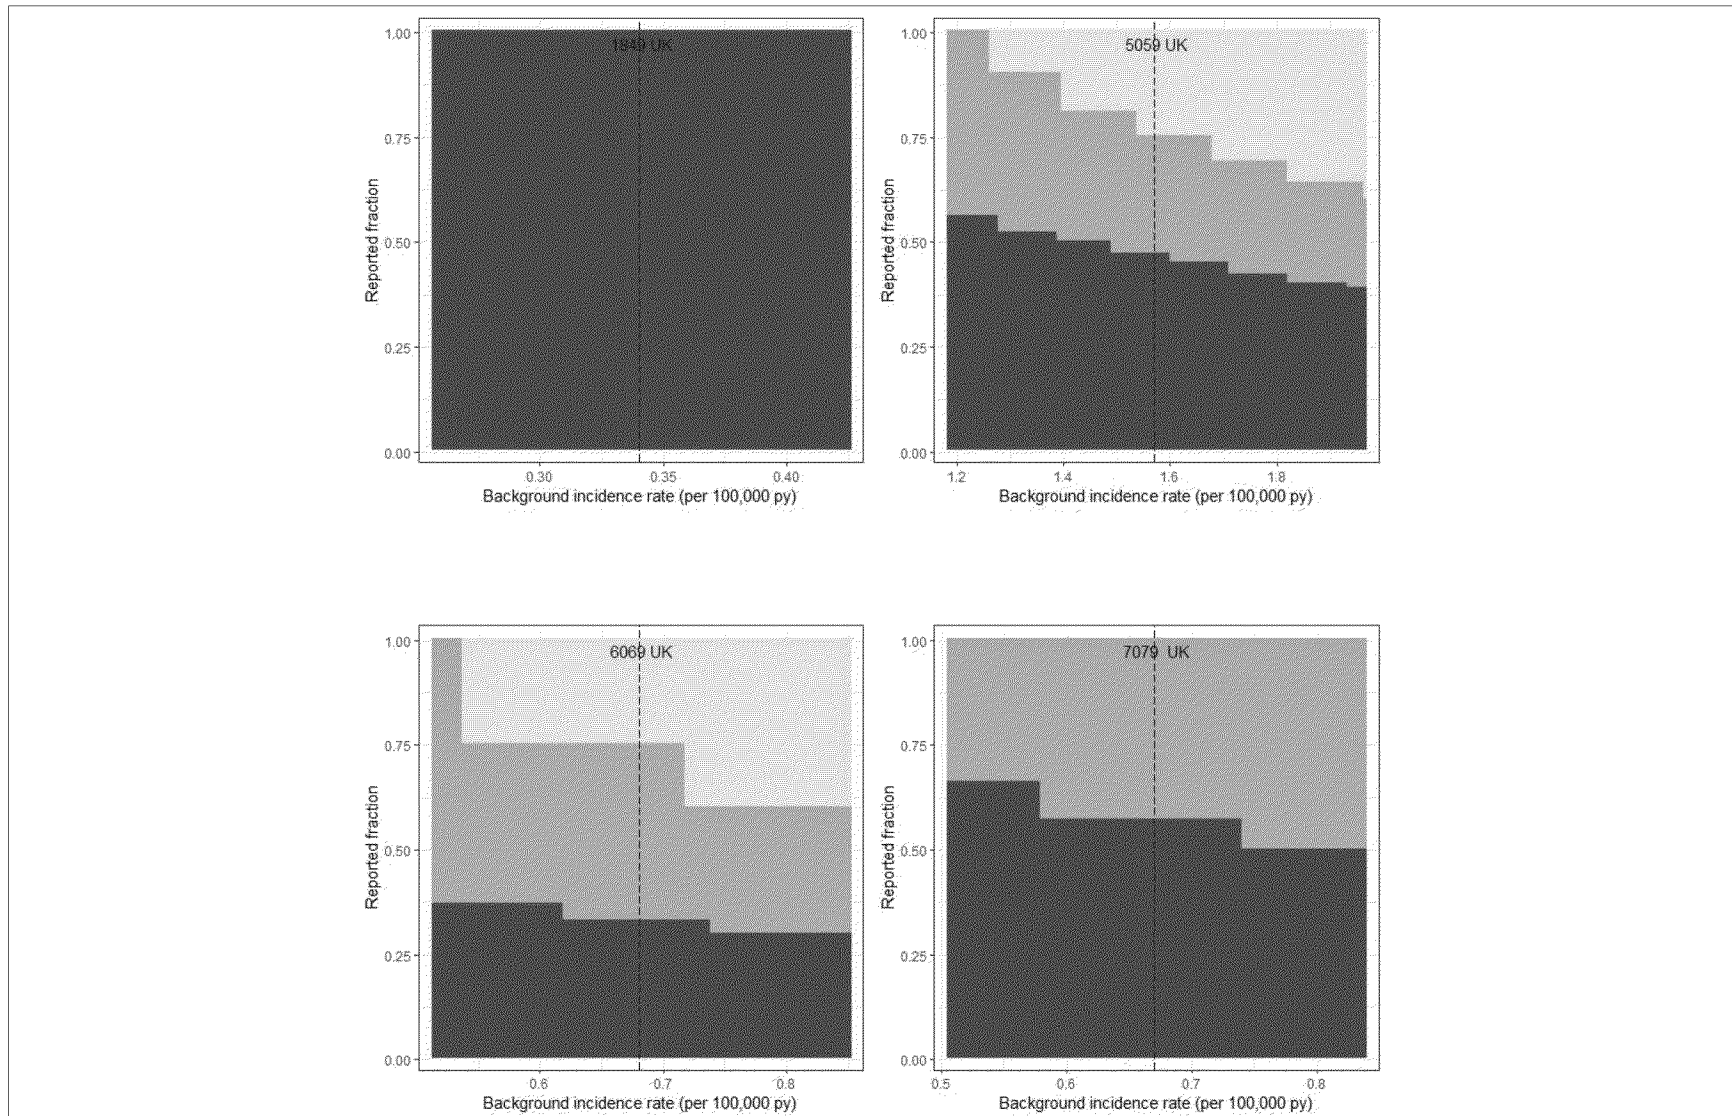 1849 UK
1.00
0.75
0.50
0.25
0.00
Reported fraction
0.30 0.35 0.40
Background incidence rate (per 100,000 py)
5059 UK
1.00
0.75
0.50
0.25
0.00
Reported fraction
1.2 1.4 1.6 1.8
Background incidence rate (per 100,000 py)
6069 UK
1.00
0.75
0.50
0.25
0.00
Reported fraction
0.6 0.7 0.8
Background incidence rate (per 100,000 py)
7079 UK
1.00
0.75
0.50
0.25
0.00
Reported fraction
0.5 0.6 0.7 0.8
Background incidence rate (per 100,000 py)